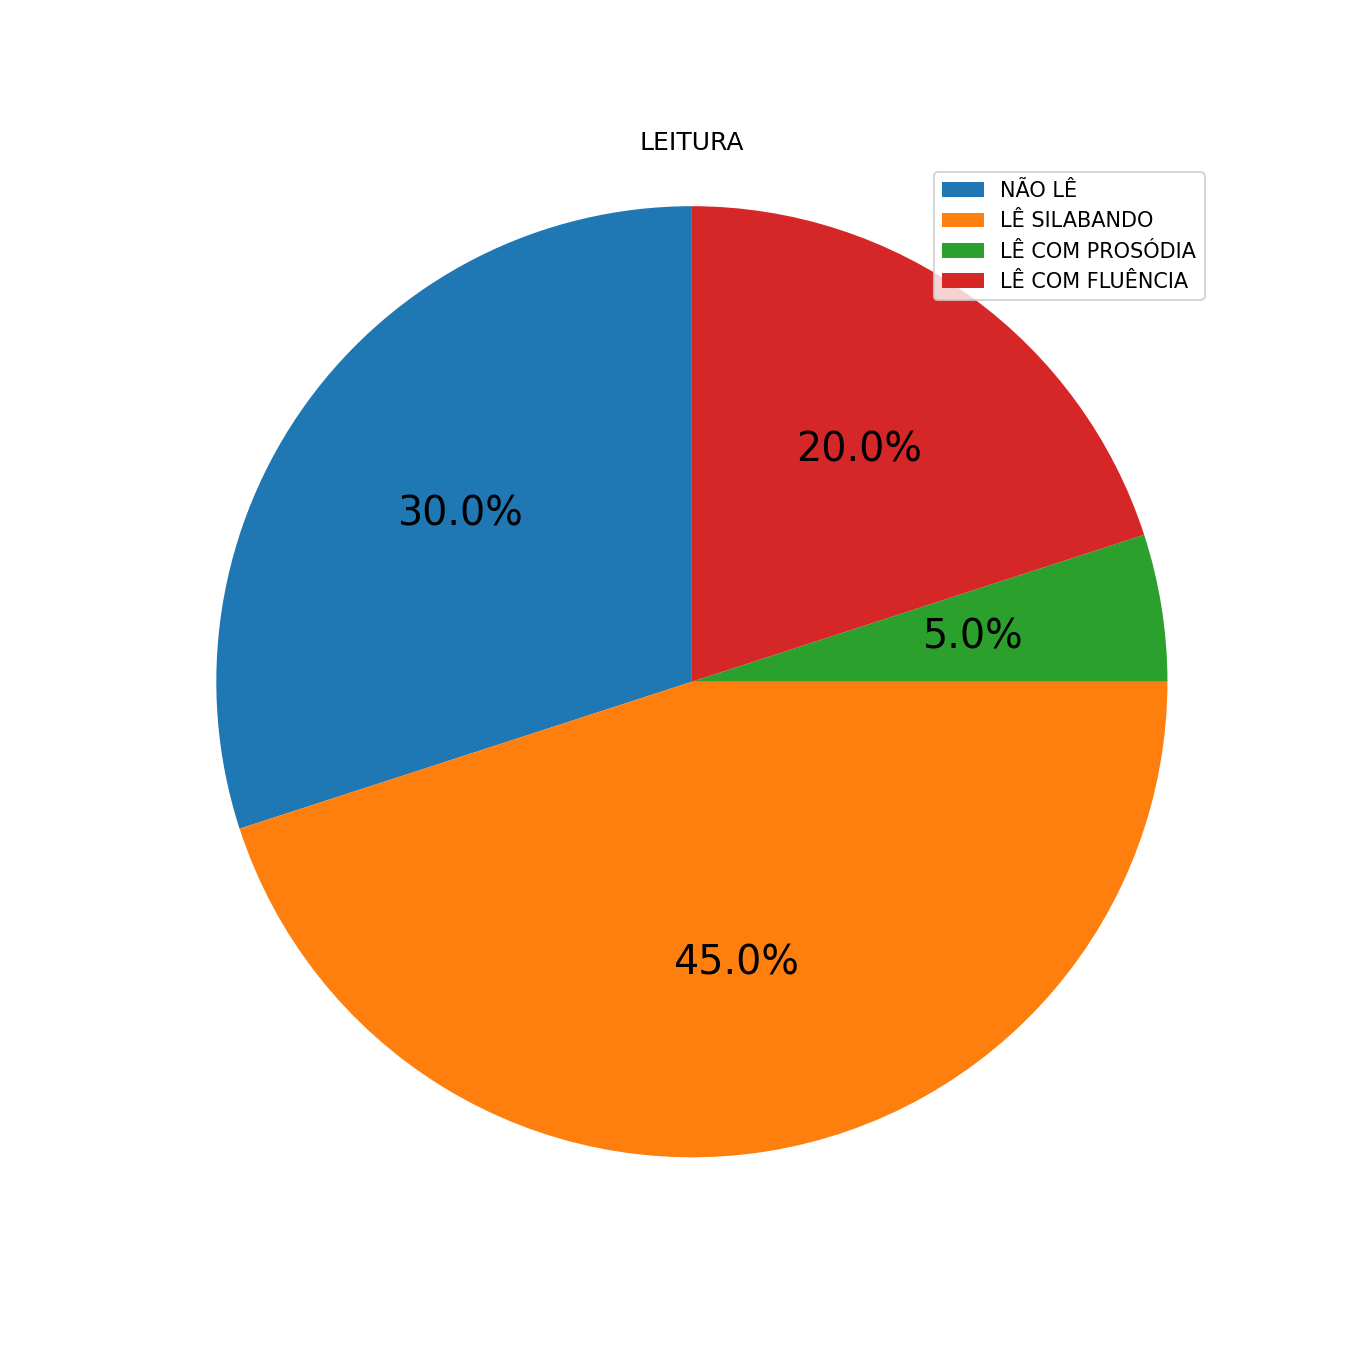 LEITURA
NÃO LÊ
LÊ SILABANDO
LÊ COM PROSÓDIA
LÊ COM FLUÊNCIA
20.0%
30.0%
5.0%
45.0%